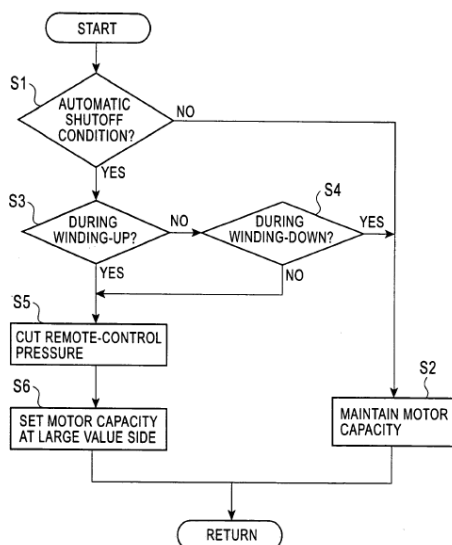 START
S1
AUTOMATIC
SHUTOFF
CONDITION?
NO
YES
S3
DURING
WINDING-UP?
NO
S4
DURING
WINDING-DOWN?
YES
YES
NO
S5
CUT REMOTE-CONTROL
PRESSURE
S6
SET MOTOR CAPACITY
AT LARGE VALUE SIDE
S2
MAINTAIN MOTOR
CAPACITY
RETURN